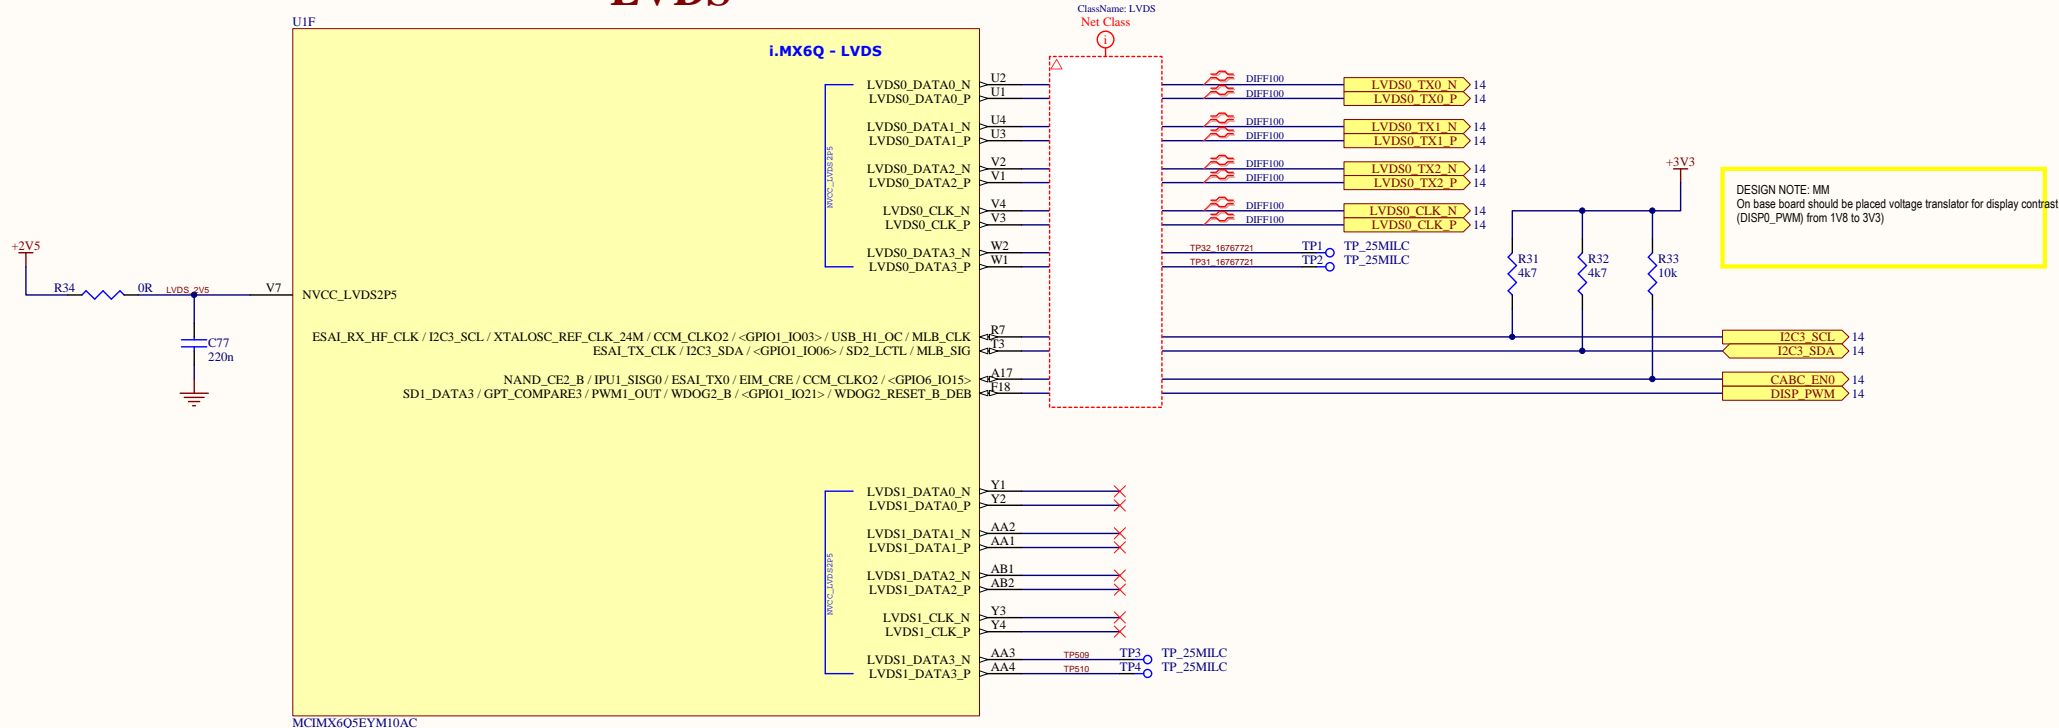 LVDS
U1F
ClassName: LVDS
Net Class
i
i.MX6Q - LVDS
LVDS0_DATA0_N U2 DIFF100 LVDS0_TX0_N 14
LVDS0_DATA0_P U1 DIFF100 LVDS0_TX0_P 14
LVDS0_DATA1_N U4 DIFF100 LVDS0_TX1_N 14
LVDS0_DATA1_P U3 DIFF100 LVDS0_TX1_P 14
LVDS0_DATA2_N V2 DIFF100 LVDS0_TX2_N 14
LVDS0_DATA2_P V1 DIFF100 LVDS0_TX2_P 14
LVDS0_CLK_N V4 DIFF100 LVDS0_CLK_N 14
LVDS0_CLK_P V3 DIFF100 LVDS0_CLK_P 14
LVDS0_DATA3_N W2 TP32_16767721 TP1 TP_25MILC
LVDS0_DATA3_P W1 TP31_16767721 TP2 TP_25MILC
NVCC_LVDS2P5
+3V3
DESIGN NOTE: MM
On base board should be placed voltage translator for display contrast
(DISP0_PWM) from 1V8 to 3V3)
R31
4k7
R32
4k7
R33
10k
+2V5
R34 0R LVDS_2V5 V7 NVCC_LVDS2P5
C77
220n
ESAI_RX_HF_CLK / I2C3_SCL / XTALOSC_REF_CLK_24M / CCM_CLKO2 / <GPIO1_IO03> / USB_H1_OC / MLB_CLK R7 I2C3_SCL 14
ESAI_TX_CLK / I2C3_SDA / <GPIO1_IO06> / SD2_LCTL / MLB_SIG T3 I2C3_SDA 14
NAND_CE2_B / IPU1_SISG0 / ESAI_TX0 / EIM_CRE / CCM_CLKO2 / <GPIO6_IO15> A17 CABC_EN0 14
SD1_DATA3 / GPT_COMPARE3 / PWM1_OUT / WDOG2_B / <GPIO1_IO21> / WDOG2_RESET_B_DEB F18 DISP_PWM 14
LVDS1_DATA0_N Y1
LVDS1_DATA0_P Y2
LVDS1_DATA1_N AA2
LVDS1_DATA1_P AA1
LVDS1_DATA2_N AB1
LVDS1_DATA2_P AB2
LVDS1_CLK_N Y3
LVDS1_CLK_P Y4
LVDS1_DATA3_N AA3 TP509 TP3 TP_25MILC
LVDS1_DATA3_P AA4 TP510 TP4 TP_25MILC
NVCC_LVDS2P5
MCIMX6Q5EYM10AC